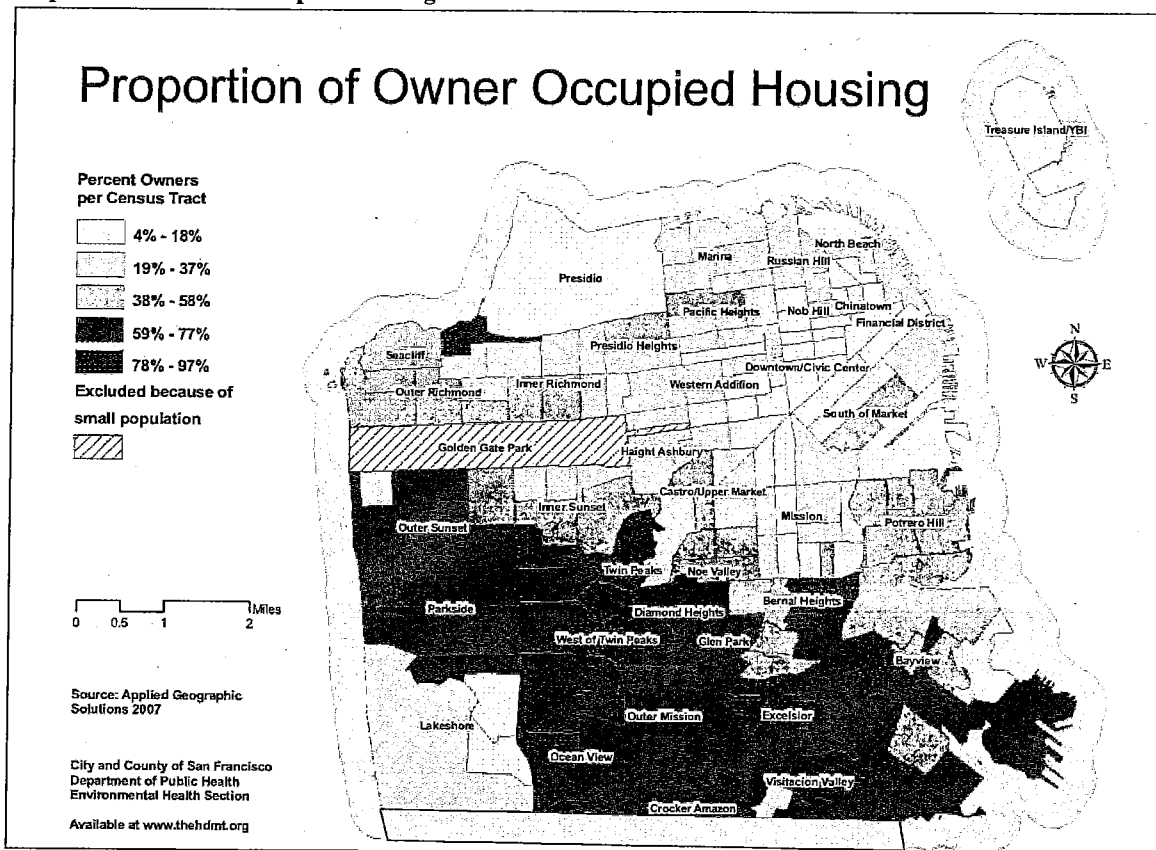 Proportion of Owner Occupied Housing
Treasure Island/YBI
Percent Owners
per Census Tract
4% - 18%
19% - 37%
38% - 58%
59% - 77%
78% - 97%
Excluded because of
small population
North Beach
Marina
Russian Hill
Presidio
Pacific Heights
Nob Hill
Chinatown
Financial District
Seacliff
Presidio Heights
Downtown/Civic Center
Outer Richmond
Inner Richmond
Western Addition
South of Market
Golden Gate Park
Haight Ashbury
Castro/Upper Market
Outer Sunset
Inner Sunset
Mission
Potrero Hill
Twin Peaks
Noe Valley
Parkside
Diamond Heights
Bernal Heights
West of Twin Peaks
Glen Park
Bayview
Lakeshore
Outer Mission
Excelsior
Ocean View
Visitacion Valley
Crocker Amazon
N
W
E
S
Miles
0 0.5 1 2
Source: Applied Geographic
Solutions 2007
City and County of San Francisco
Department of Public Health
Environmental Health Section
Available at www.thehdmt.org